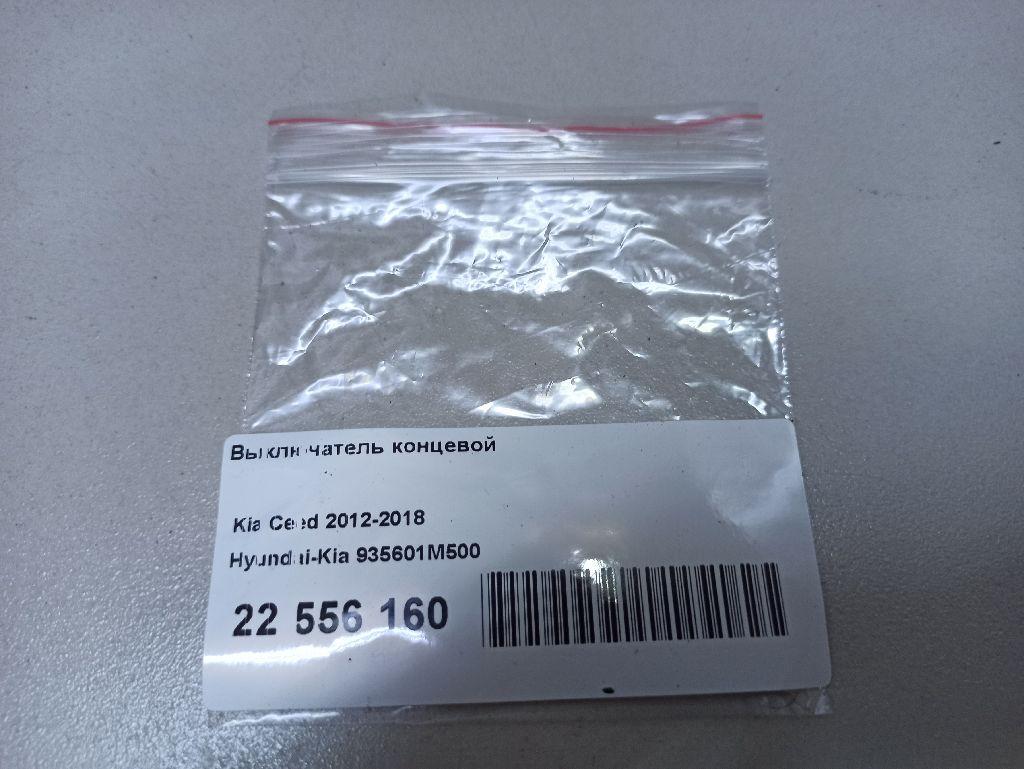 Выключатель концевой
Kia Ceed 2012-2018
Hyundai-Kia 935601M500
22 556 160